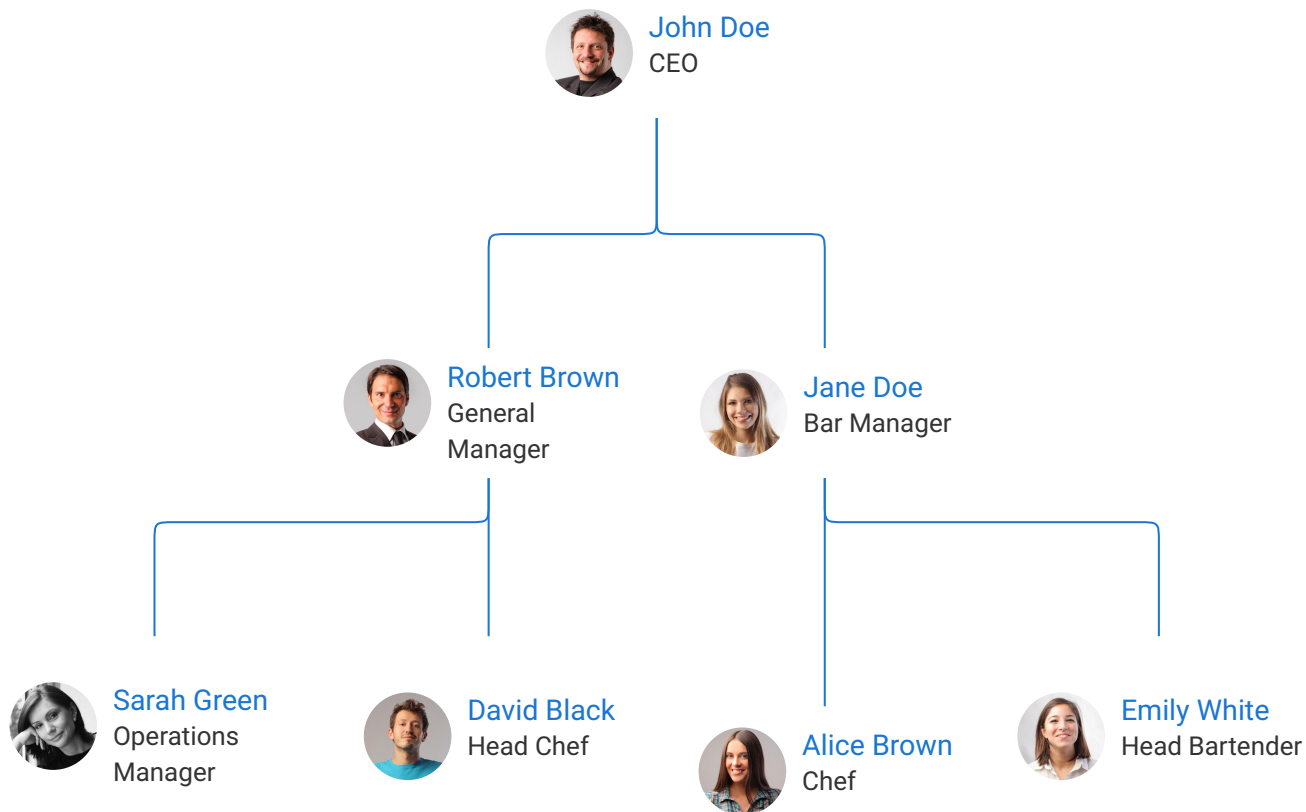 John Doe
CEO
Robert Brown
General
Manager
Jane Doe
Bar Manager
Sarah Green
Operations
Manager
David Black
Head Chef
Alice Brown
Chef
Emily White
Head Bartender